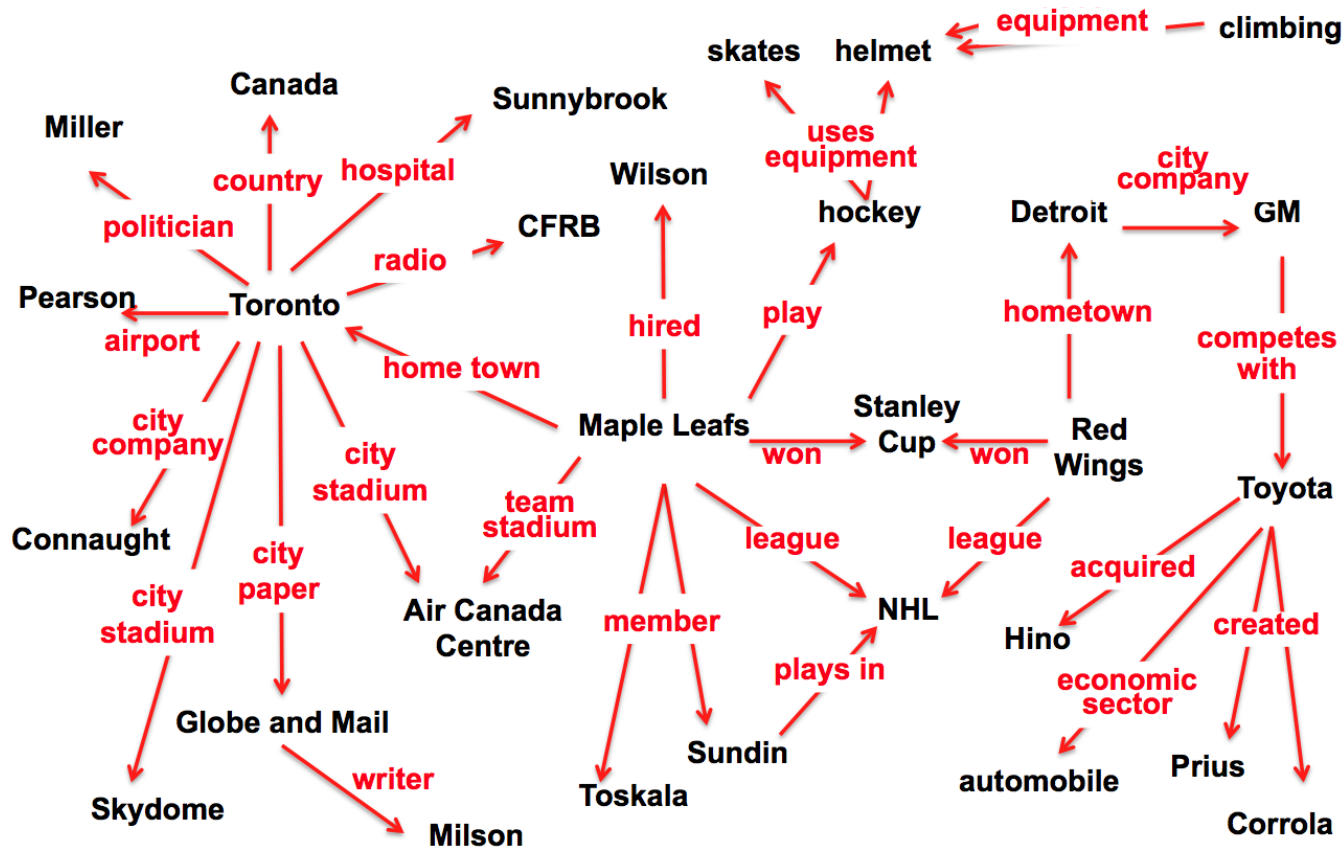 equipment
climbing
skates
helmet
Canada
Sunnybrook
Miller
uses
equipment
hospital
Wilson
city
company
country
politician
CFRB
hockey
Detroit
GM
radio
Pearson
Toronto
airport
hired
play
hometown
competes
with
home town
city
company
Maple Leafs
Stanley
Cup
won
won
Red
Wings
city
stadium
Toyota
team
stadium
Connaught
league
league
city
paper
acquired
city
stadium
Air Canada
Centre
member
NHL
Hino
created
plays in
economic
sector
Globe and Mail
Sundin
Prius
automobile
writer
Toskala
Skydome
Milson
Corrola